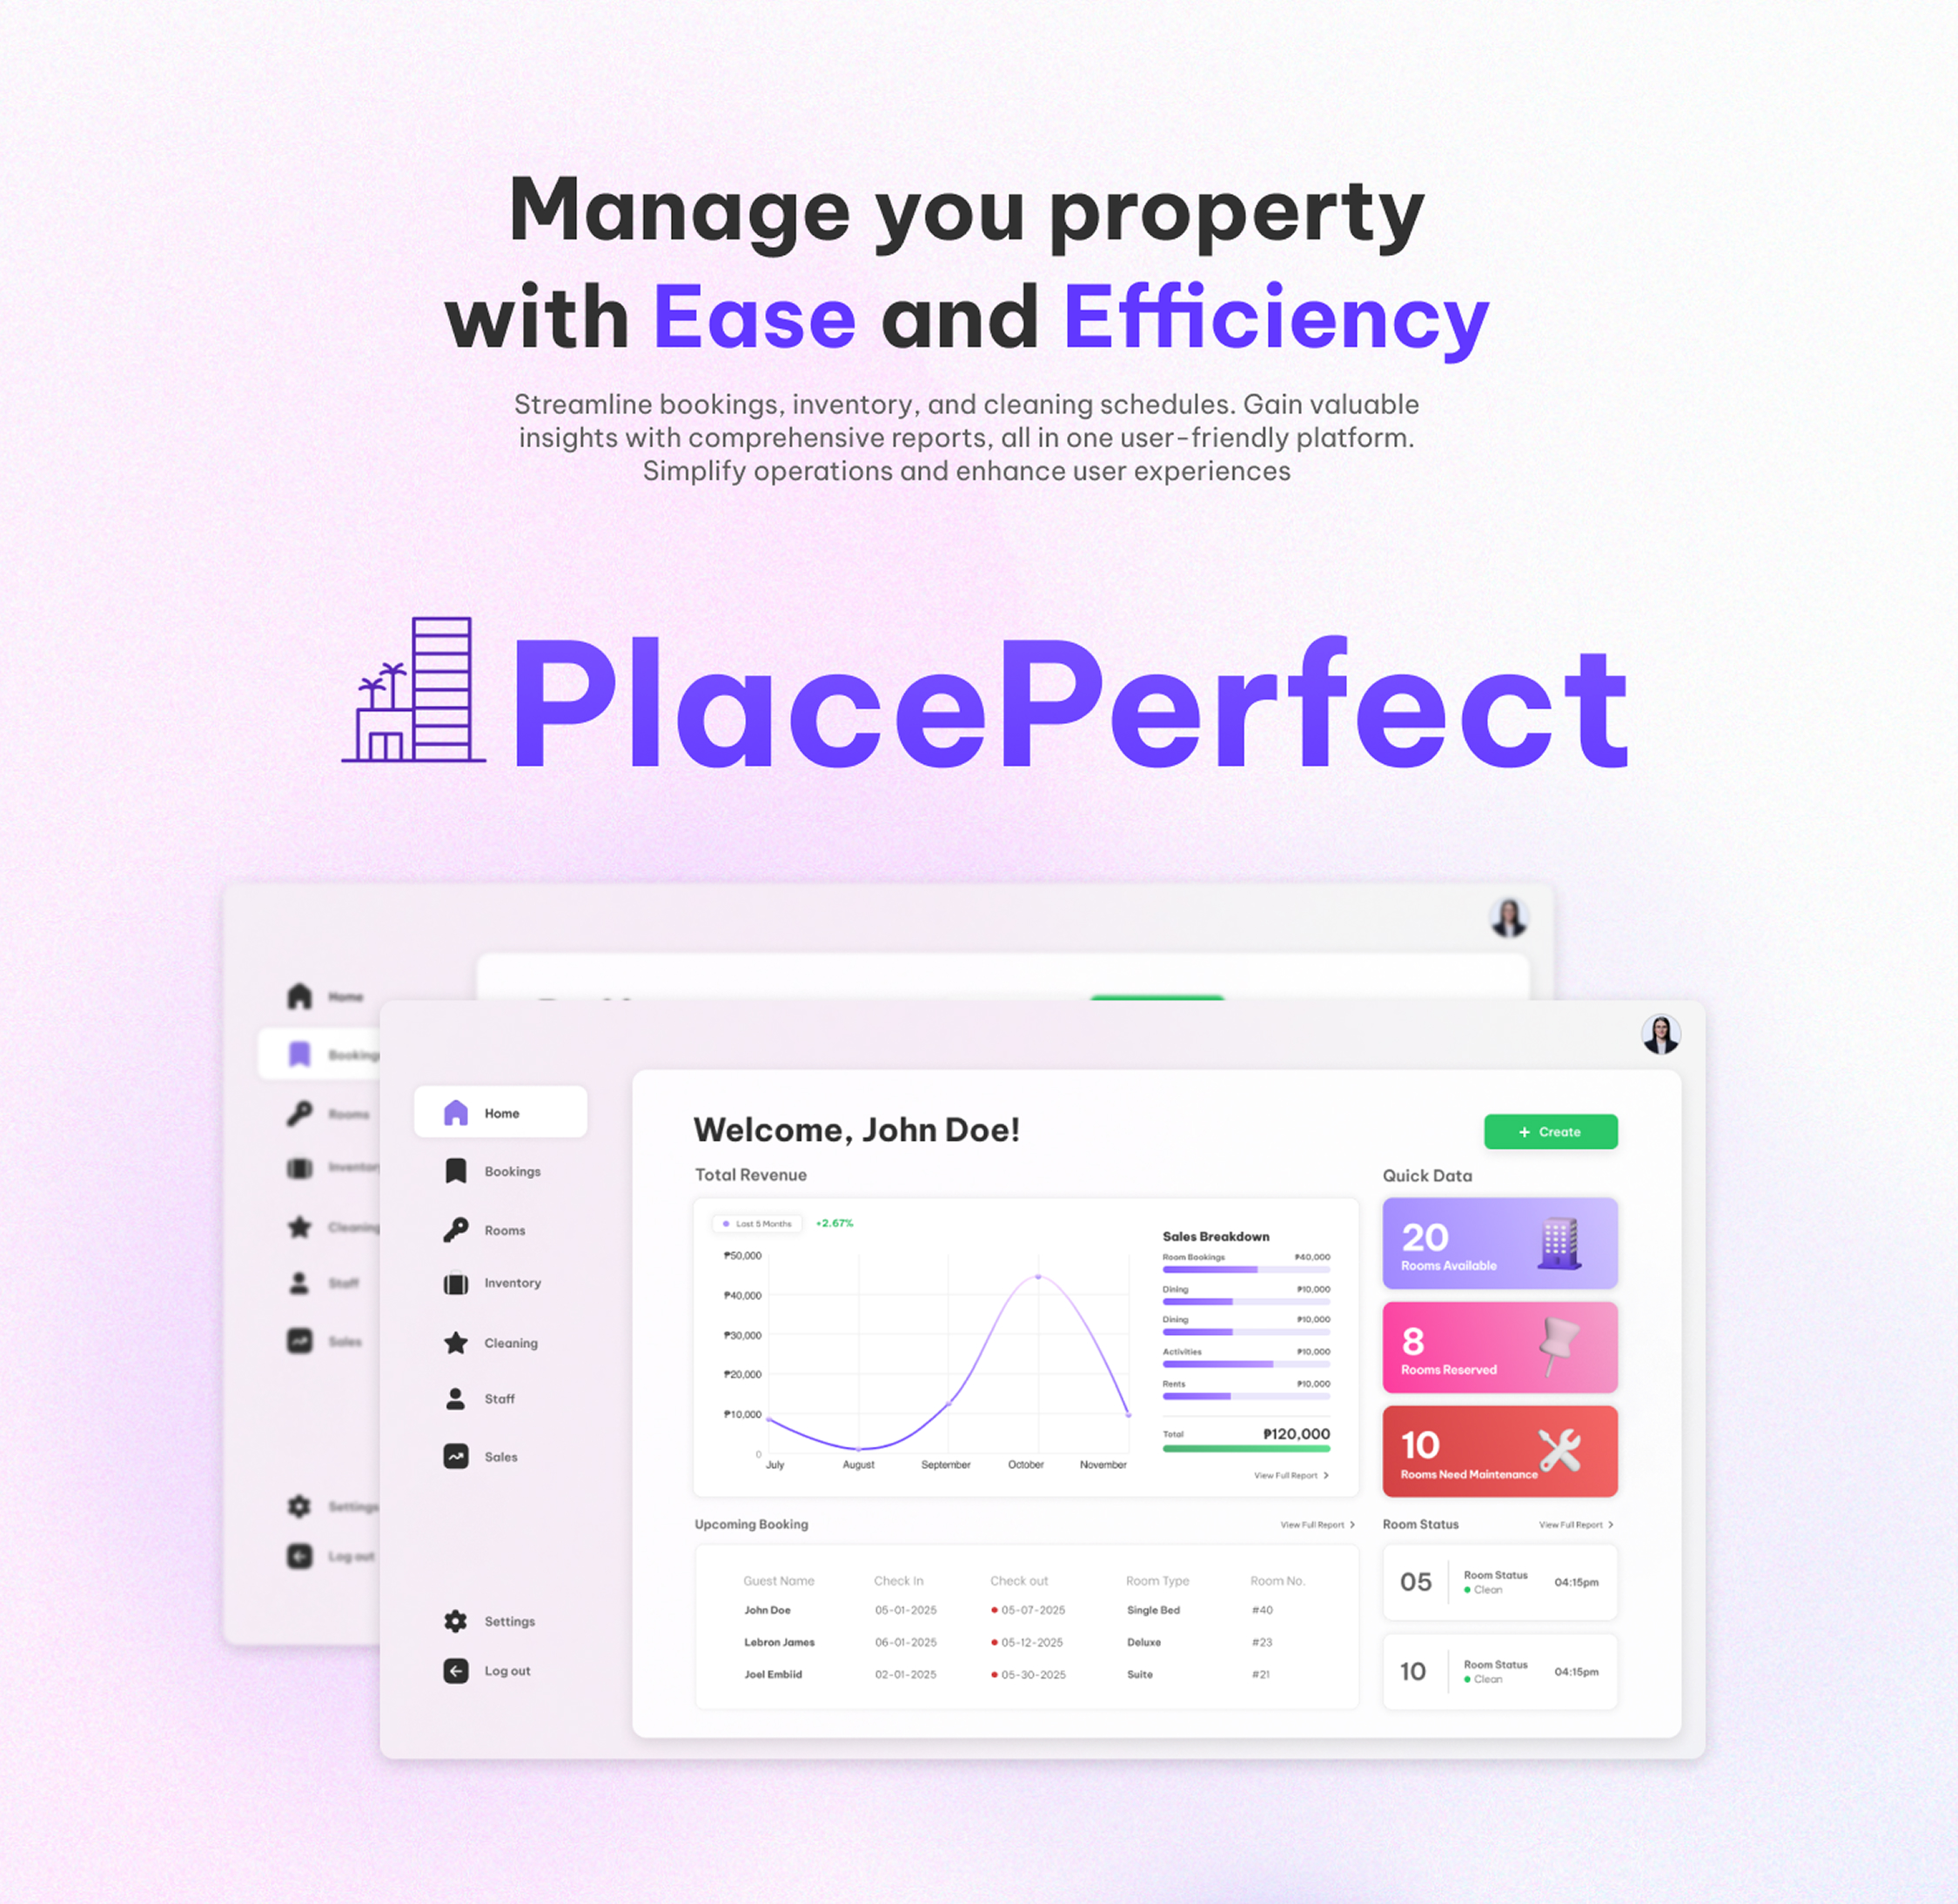 Manage you property
with Ease and Efficiency
Streamline bookings, inventory, and cleaning schedules. Gain valuable
insights with comprehensive reports, all in one user-friendly platform.
Simplify operations and enhance user experiences
PlacePerfect
Home
Bookings
Rooms
Inventory
Cleaning
Staff
Sales
Settings
Log out
Home
Bookings
Rooms
Inventory
Cleaning
Staff
Sales
Settings
Log out
Welcome, John Doe!
+ Create
Total Revenue
Last 5 Months +2.67%
₱50,000
₱40,000
₱30,000
₱20,000
₱10,000
0
July August September October November
Sales Breakdown
Room Bookings ₱40,000
Dining ₱10,000
Dining ₱10,000
Activities ₱10,000
Rents ₱10,000
Total ₱120,000
View Full Report >
Quick Data
20
Rooms Available
8
Rooms Reserved
10
Rooms Need Maintenance
Upcoming Booking View Full Report >
Guest Name Check In Check out Room Type Room No.
John Doe 05-01-2025 05-07-2025 Single Bed #40
Lebron James 06-01-2025 05-12-2025 Deluxe #23
Joel Embiid 02-01-2025 05-30-2025 Suite #21
Room Status View Full Report >
05 Room Status 04:15pm
Clean
10 Room Status 04:15pm
Clean